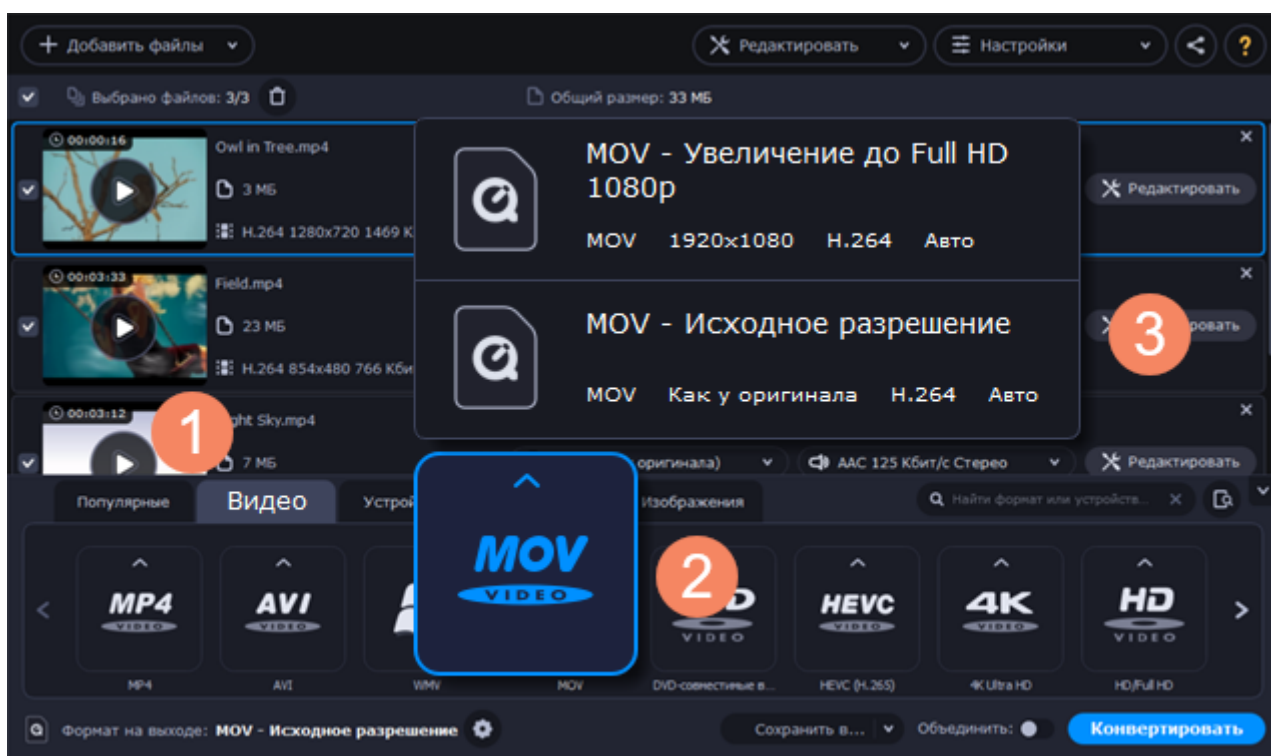 Добавить файлы
Редактировать
Настройки
?
Выбрано файлов: 3/3
Общий размер: 33 МБ
00:00:16
Owl in Tree.mp4
3 МБ
H.264 1280x720 1469 К
MOV - Увеличение до Full HD
1080p
MOV 1920x1080 H.264 Авто
Редактировать
00:03:33
Field.mp4
23 МБ
H.264 854x480 766 Кби
MOV - Исходное разрешение
MOV Как у оригинала H.264 Авто
3
00:03:12
1
ght Sky.mp4
7 МБ
оригинала)
AAC 125 Кбит/с Стерео
Редактировать
Популярные
Видео
Устрой
Изображения
Найти формат или устройств...
MP4
VIDEO
AVI
VIDEO
MOV
VIDEO
2
D
VIDEO
HEVC
VIDEO
4K
VIDEO
HD
VIDEO
MP4
AVI
WMV
MOV
DVD-совместимые в...
HEVC (H.265)
4K Ultra HD
HD/Full HD
Формат на выходе: MOV - Исходное разрешение
Сохранить в...
Объединить:
Конвертировать